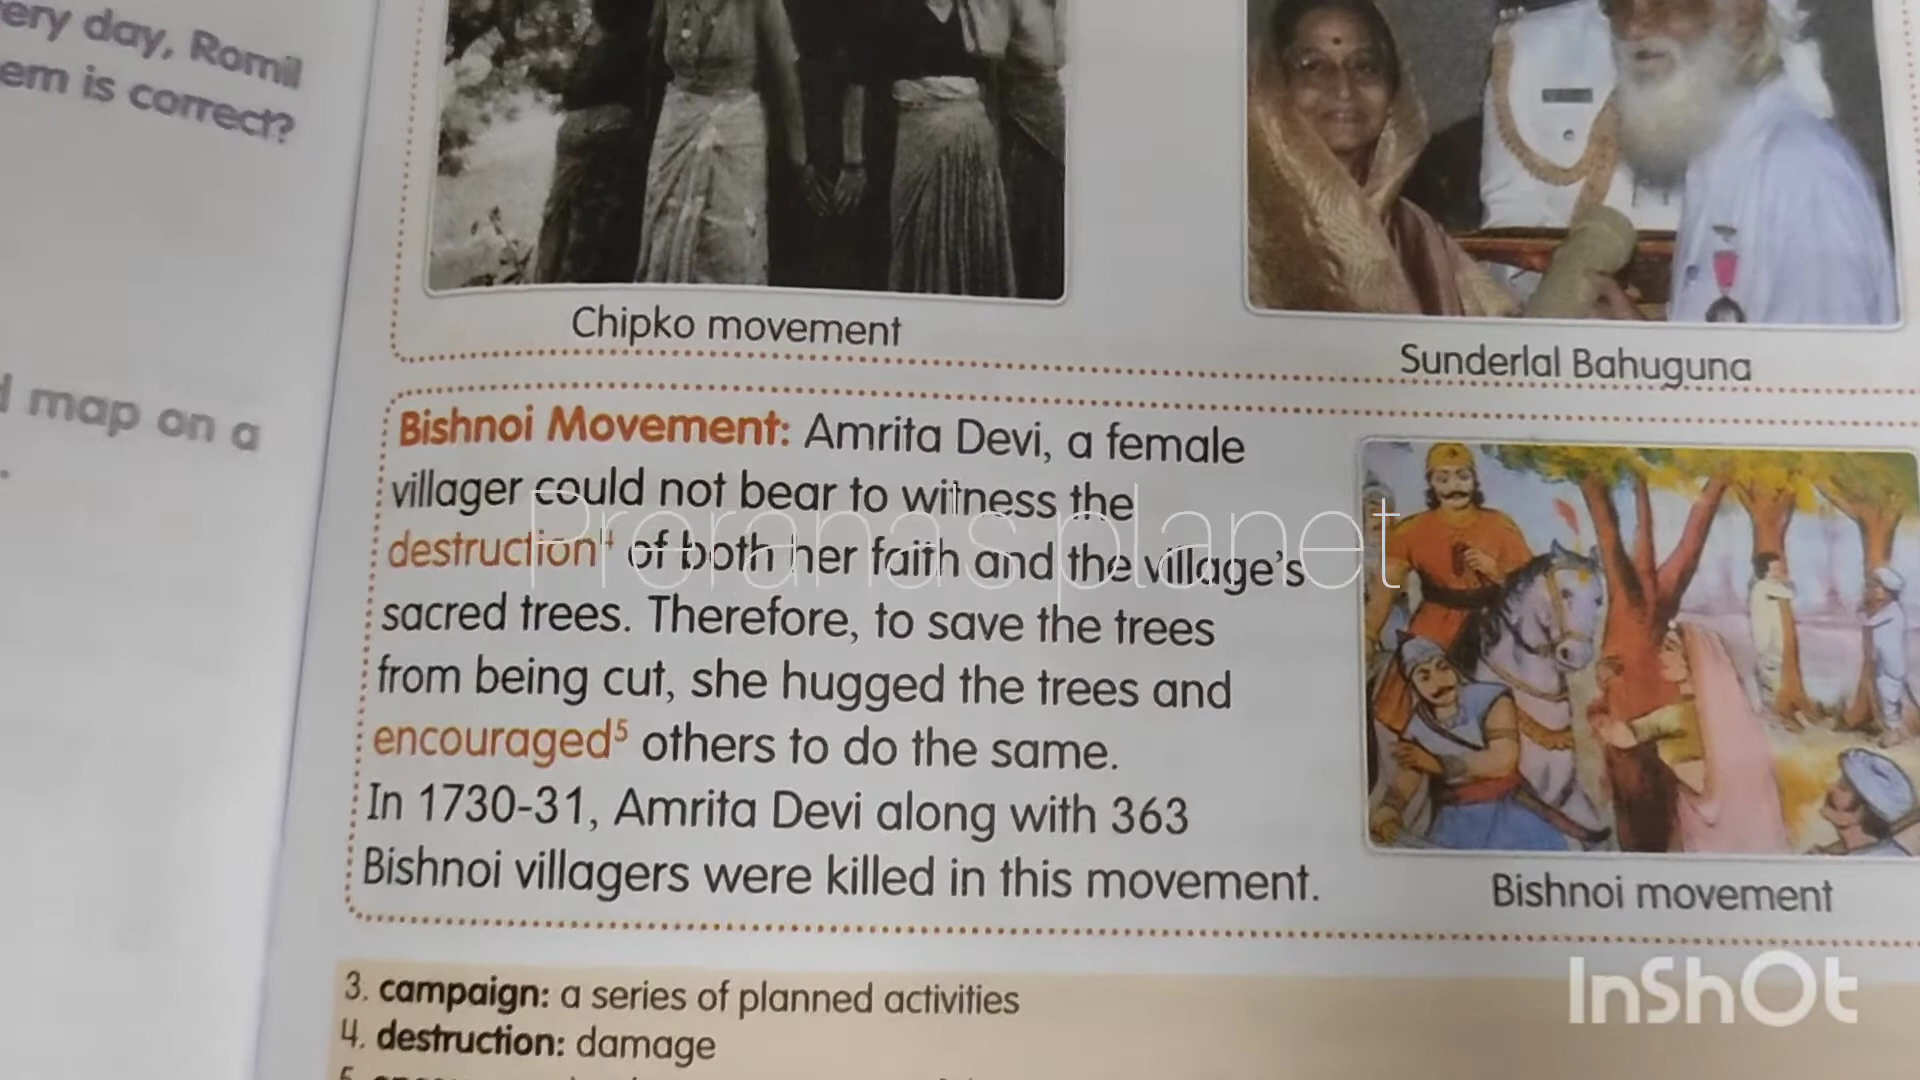 ery day, Romil
em is correct?
map on a
Chipko movement
Sunderlal Bahuguna
Bishnoi Movement: Amrita Devi, a female
villager could not bear to witness the
destruction⁴ of both her faith and the village's
sacred trees. Therefore, to save the trees
from being cut, she hugged the trees and
encouraged⁵ others to do the same.
In 1730-31, Amrita Devi along with 363
Bishnoi villagers were killed in this movement.
Bishnoi movement
3. campaign: a series of planned activities
4. destruction: damage
Prerana's planet
InShOt